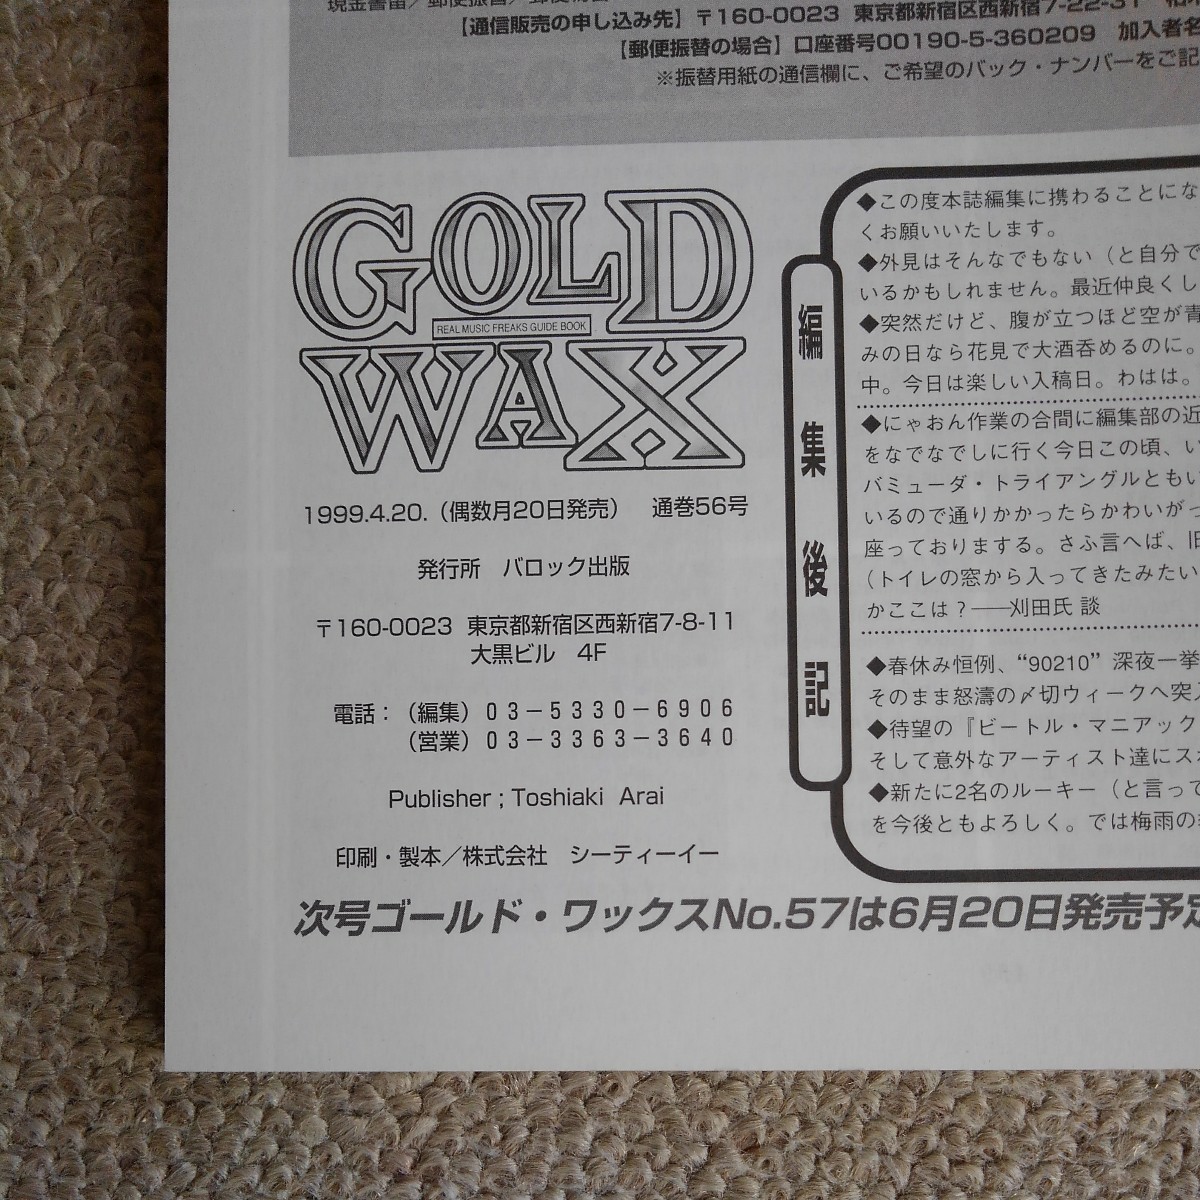 【通信販売の申し込み先】〒160-0023 東京都新宿区西新宿7-22-31
【郵便振替の場合】口座番号00190-5-360209 加入者名
※振替用紙の通信欄に、ご希望のバック・ナンバーをご記
GOLD
REAL MUSIC FREAKS GUIDE BOOK
WAX
1999.4.20.（偶数月20日発売） 通巻56号
発行所 バロック出版
〒160-0023 東京都新宿区西新宿7-8-11
大黒ビル 4F
電話：（編集）03－5330－6906
（営業）03－3363－3640
Publisher ; Toshiaki Arai
印刷・製本／株式会社 シーティーイー
編集後記
◆この度本誌編集に携わることにな
くお願いいたします。
◆外見はそんなでもない（と自分で
いるかもしれません。最近仲良くし
◆突然だけど、腹が立つほど空が青
みの日なら花見で大酒呑めるのに。
中。今日は楽しい入稿日。わはは。
◆にゃおん作業の合間に編集部の近
をなでなでしに行く今日この頃、い
バミューダ・トライアングルともい
いるので通りかかったらかわいがっ
座っておりまする。さふ言へば、旧
（トイレの窓から入ってきたみたい
かここは？──刈田氏 談
◆春休み恒例、“90210”深夜一挙
そのまま怒濤の〆切ウィークへ突入
◆待望の『ビートル・マニアック
そして意外なアーティスト達にスポ
◆新たに2名のルーキー（と言って
を今後ともよろしく。では梅雨の
次号ゴールド・ワックスNo.57は6月20日発売予定